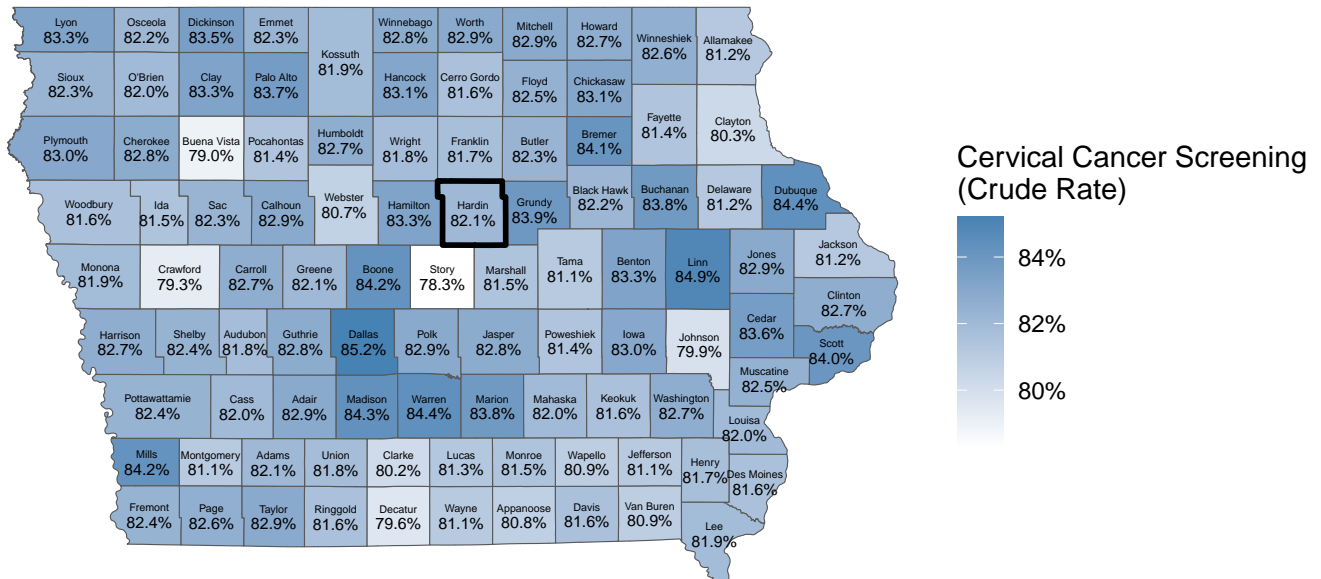 Lyon
83.3%
Osceola
82.2%
Dickinson
83.5%
Emmet
82.3%
Kossuth
81.9%
Winnebago
82.8%
Worth
82.9%
Mitchell
82.9%
Howard
82.7%
Winneshiek
82.6%
Allamakee
81.2%
Sioux
82.3%
O'Brien
82.0%
Clay
83.3%
Palo Alto
83.7%
Hancock
83.1%
Cerro Gordo
81.6%
Floyd
82.5%
Chickasaw
83.1%
Fayette
81.4%
Clayton
80.3%
Plymouth
83.0%
Cherokee
82.8%
Buena Vista
79.0%
Pocahontas
81.4%
Humboldt
82.7%
Wright
81.8%
Franklin
81.7%
Butler
82.3%
Bremer
84.1%
Woodbury
81.6%
Ida
81.5%
Sac
82.3%
Calhoun
82.9%
Webster
80.7%
Hamilton
83.3%
Hardin
82.1%
Grundy
83.9%
Black Hawk
82.2%
Buchanan
83.8%
Delaware
81.2%
Dubuque
84.4%
Monona
81.9%
Crawford
79.3%
Carroll
82.7%
Greene
82.1%
Boone
84.2%
Story
78.3%
Marshall
81.5%
Tama
81.1%
Benton
83.3%
Linn
84.9%
Jones
82.9%
Jackson
81.2%
Clinton
82.7%
Harrison
82.7%
Shelby
82.4%
Audubon
81.8%
Guthrie
82.8%
Dallas
85.2%
Polk
82.9%
Jasper
82.8%
Poweshiek
81.4%
Iowa
83.0%
Johnson
79.9%
Cedar
83.6%
Scott
84.0%
Muscatine
82.5%
Pottawattamie
82.4%
Cass
82.0%
Adair
82.9%
Madison
84.3%
Warren
84.4%
Marion
83.8%
Mahaska
82.0%
Keokuk
81.6%
Washington
82.7%
Louisa
82.0%
Mills
84.2%
Montgomery
81.1%
Adams
82.1%
Union
81.8%
Clarke
80.2%
Lucas
81.3%
Monroe
81.5%
Wapello
80.9%
Jefferson
81.1%
Henry
81.7%
Des Moines
81.6%
Fremont
82.4%
Page
82.6%
Taylor
82.9%
Ringgold
81.6%
Decatur
79.6%
Wayne
81.1%
Appanoose
80.8%
Davis
81.6%
Van Buren
80.9%
Lee
81.9%
Cervical Cancer Screening
(Crude Rate)
84%
82%
80%